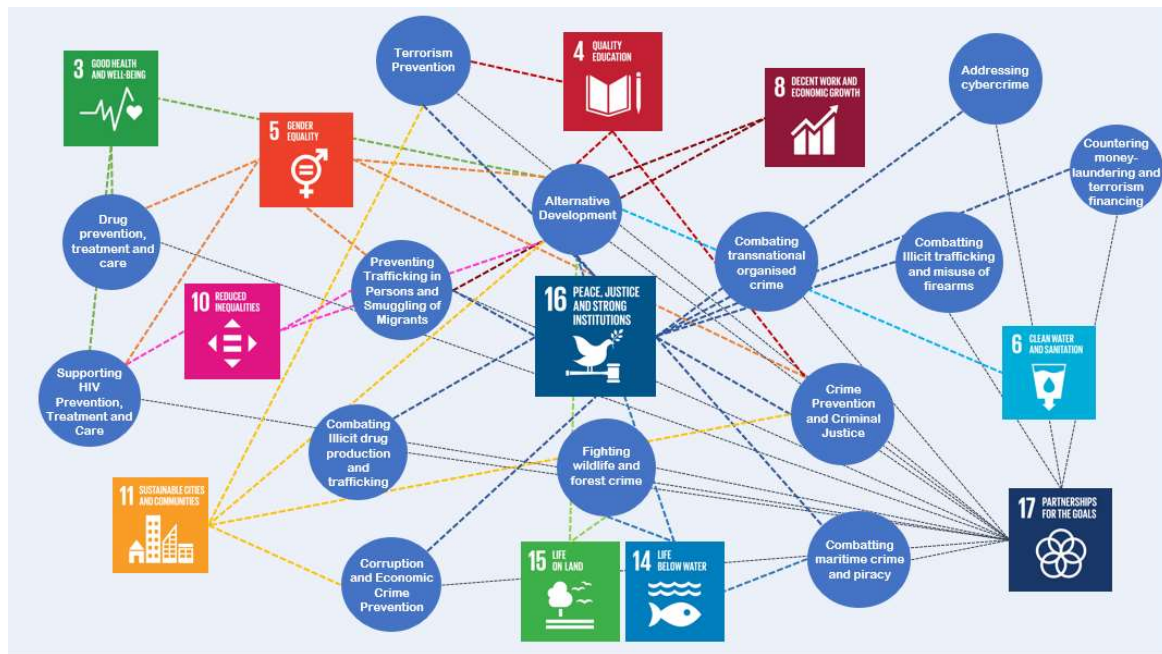 Terrorism
Prevention
4 QUALITY
EDUCATION
Addressing
cybercrime
3 GOOD HEALTH
AND WELL-BEING
8 DECENT WORK AND
ECONOMIC GROWTH
5 GENDER
EQUALITY
Countering
money-
laundering and
terrorism
financing
Drug
prevention,
treatment and
care
Alternative
Development
Preventing
Trafficking in
Persons and
Smuggling of
Migrants
Combating
transnational
organised
crime
Combatting
Illicit trafficking
and misuse of
firearms
10 REDUCED
INEQUALITIES
16 PEACE, JUSTICE
AND STRONG
INSTITUTIONS
6 CLEAN WATER
AND SANITATION
Supporting
HIV
Prevention,
Treatment and
Care
Crime
Prevention
and Criminal
Justice
Combating
Illicit drug
production
and
trafficking
Fighting
wildlife and
forest crime
11 SUSTAINABLE CITIES
AND COMMUNITIES
17 PARTNERSHIPS
FOR THE GOALS
Corruption
and Economic
Crime
Prevention
15 LIFE
ON LAND
14 LIFE
BELOW WATER
Combatting
maritime crime
and piracy